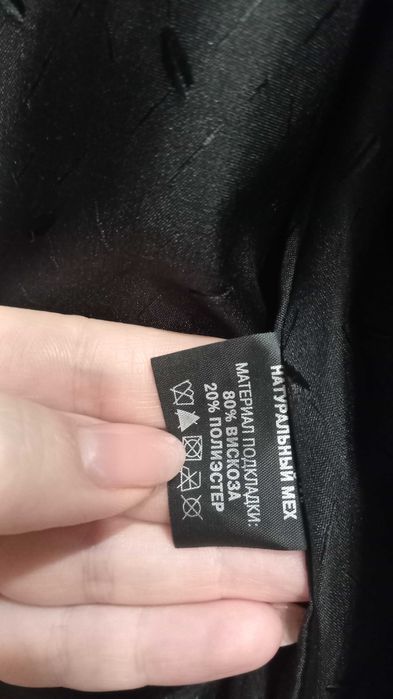 НАТУРАЛЬНЫЙ МЕХ
МАТЕРИАЛ ПОДКЛАДКИ:
80% ВИСКОЗА
20% ПОЛИЭСТЕР